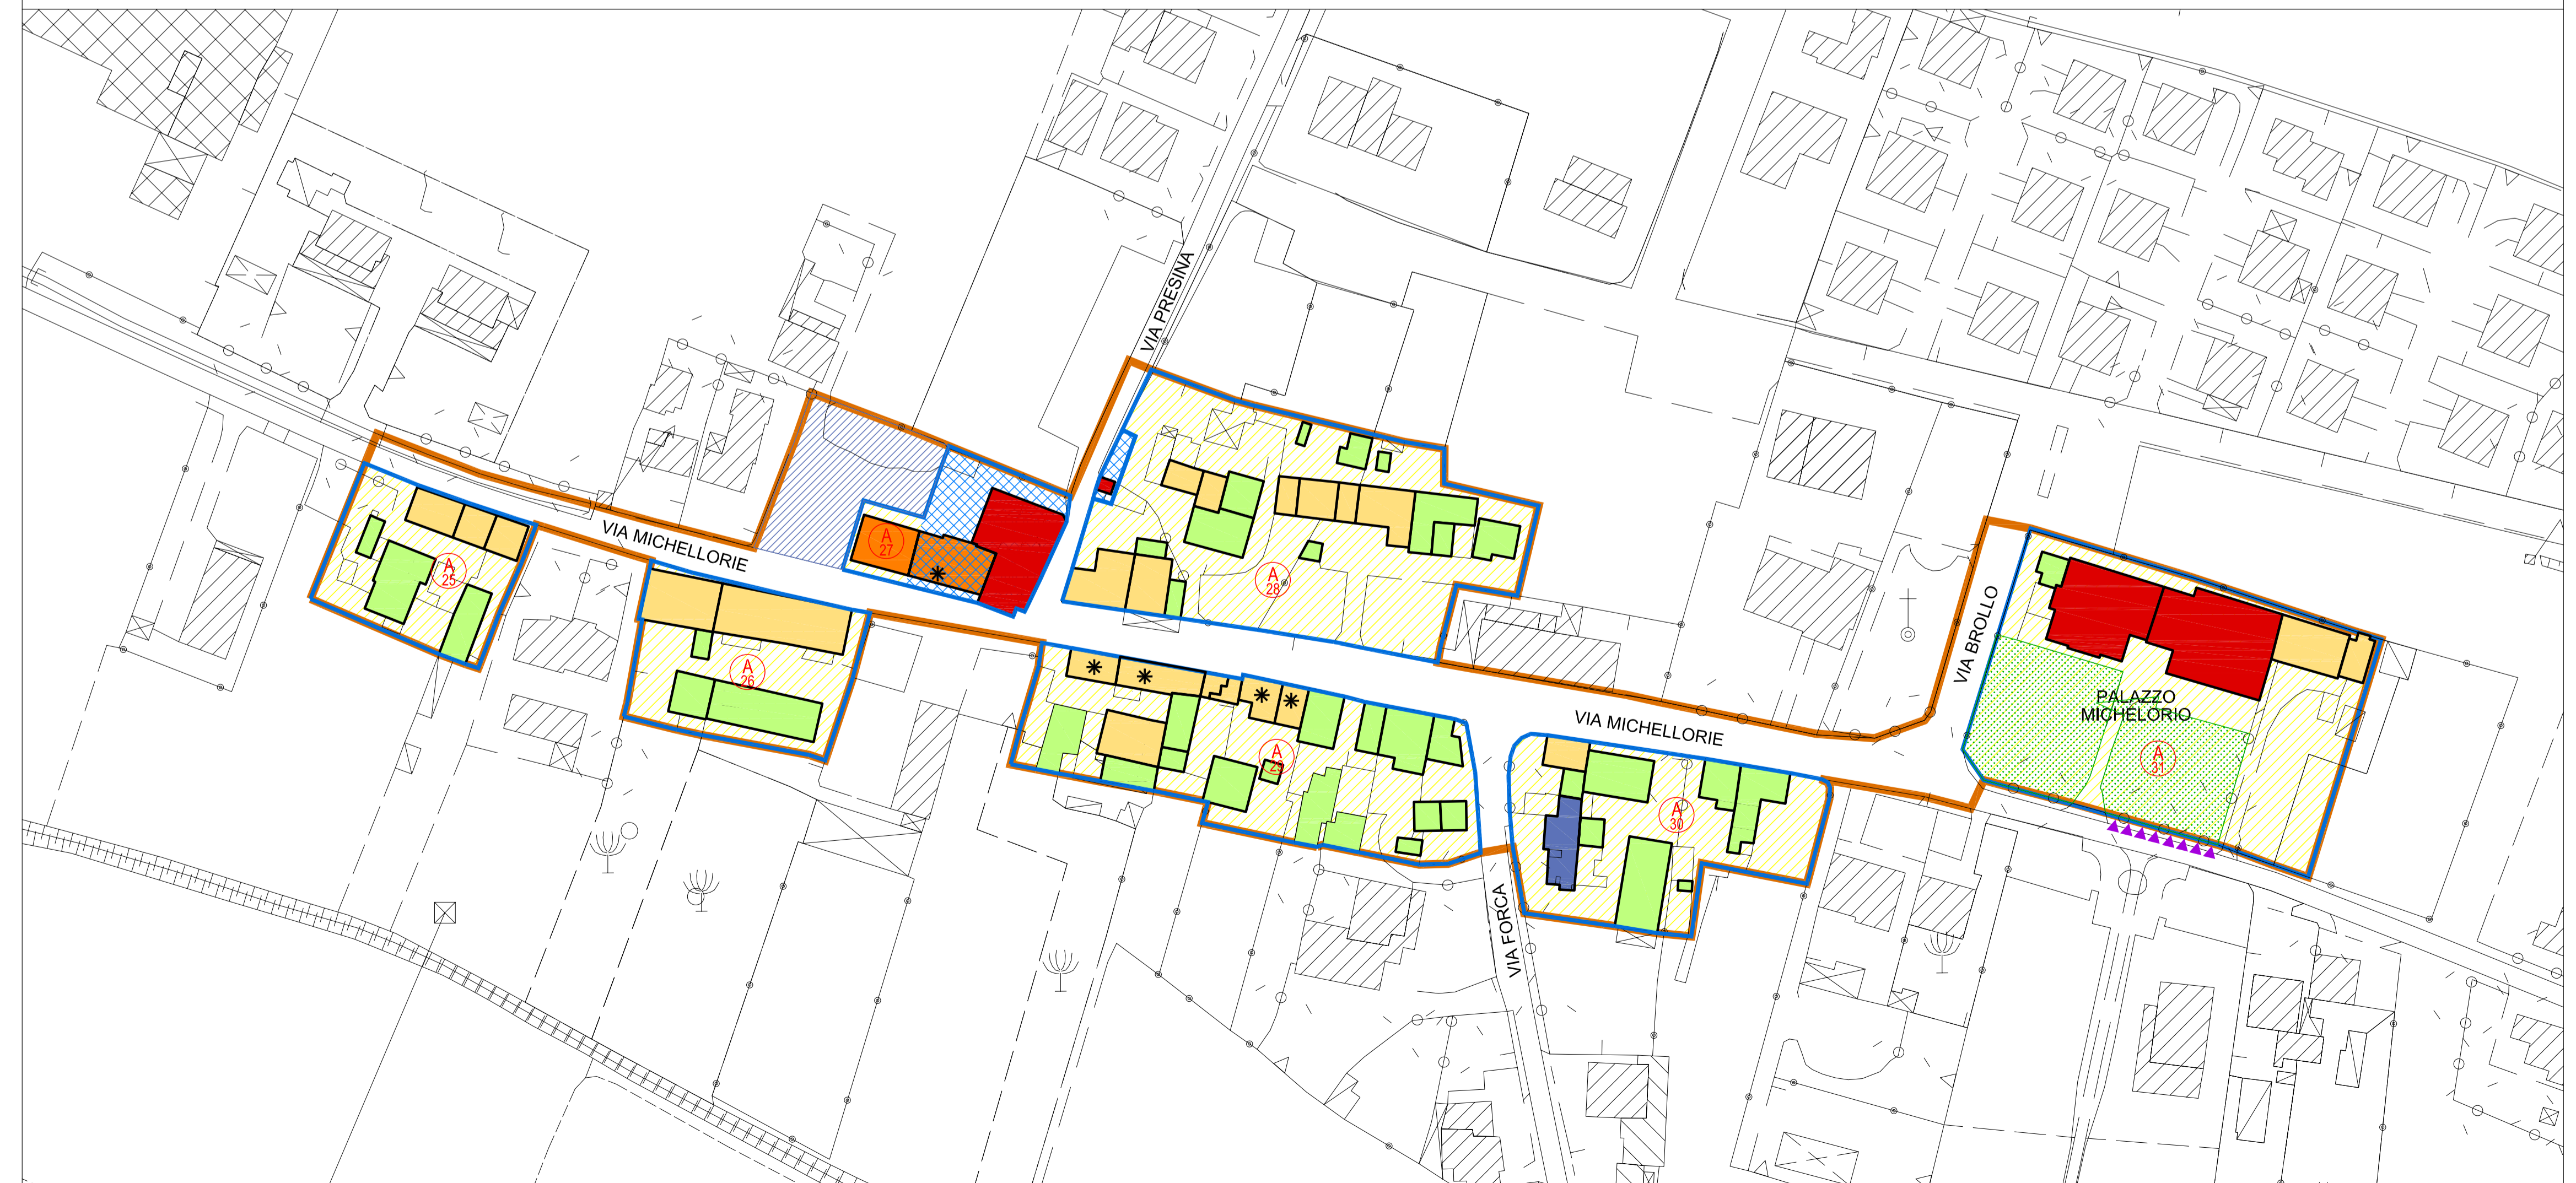 VIA PRESINA
VIA MICHELLORIE
A
27
A
25
A
28
A
26
VIA BROLLO
PALAZZO
MICHELORIO
VIA MICHELLORIE
A
29
A
31
A
30
VIA FORCA